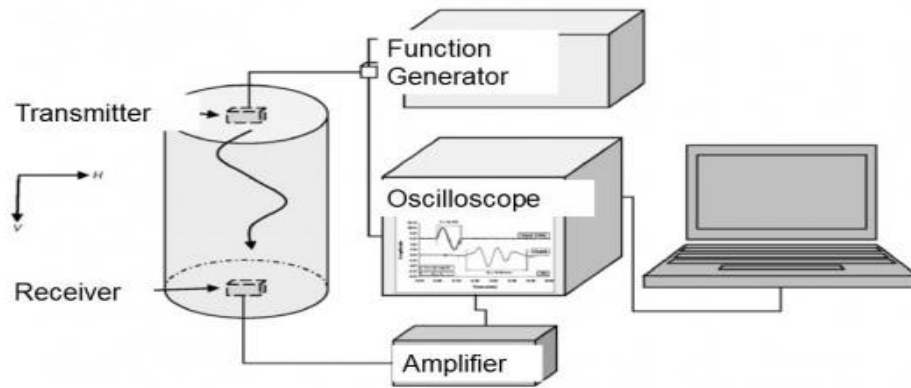 Function
Generator
Transmitter
H
V
Oscilloscope
Receiver
Amplifier